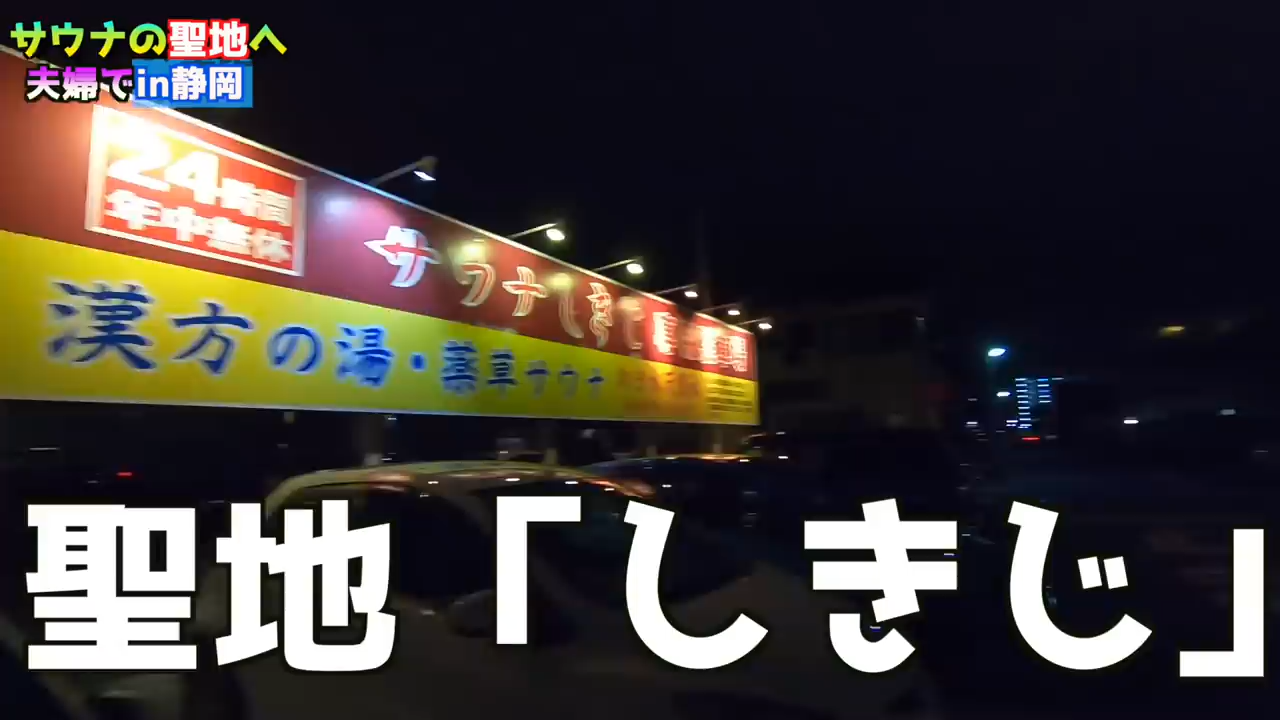 サウナの聖地へ
夫婦でin静岡
24時間
年中無休
サウナしきじ
漢方の湯・薬草サウナ
聖地「しきじ」